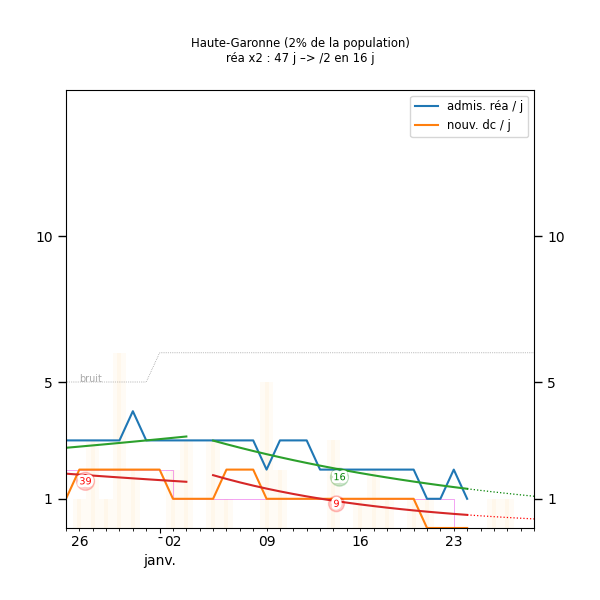 Haute-Garonne (2% de la population)
réa x2 : 47 j –> /2 en 16 j
admis. réa / j
nouv. dc / j
10
10
bruit
5
5
39
16
9
1
1
26
02
09
16
23
janv.